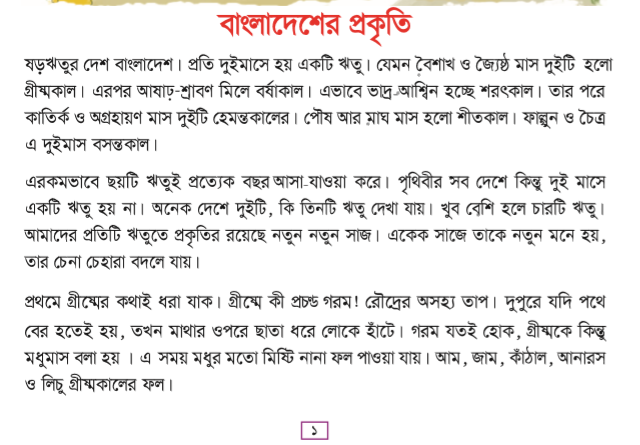 বাংলাদেশের প্রকৃতি
ষড়ঋতুর দেশ বাংলাদেশ। প্রতি দুইমাসে হয় একটি ঋতু। যেমন বৈশাখ ও জ্যৈষ্ঠ মাস দুইটি হলো
গ্রীষ্মকাল। এরপর আষাঢ়-শ্রাবণ মিলে বর্ষাকাল। এভাবে ভাদ্র-আশ্বিন হচ্ছে শরৎকাল। তার পরে
কাতির্ক ও অগ্রহায়ণ মাস দুইটি হেমন্তকালের। পৌষ আর মাঘ মাস হলো শীতকাল। ফাল্গুন ও চৈত্র
এ দুইমাস বসন্তকাল।
এরকমভাবে ছয়টি ঋতুই প্রত্যেক বছর আসা-যাওয়া করে। পৃথিবীর সব দেশে কিন্তু দুই মাসে
একটি ঋতু হয় না। অনেক দেশে দুইটি, কি তিনটি ঋতু দেখা যায়। খুব বেশি হলে চারটি ঋতু।
আমাদের প্রতিটি ঋতুতে প্রকৃতির রয়েছে নতুন নতুন সাজ। একেক সাজে তাকে নতুন মনে হয়,
তার চেনা চেহারা বদলে যায়।
প্রথমে গ্রীষ্মের কথাই ধরা যাক। গ্রীষ্মে কী প্রচন্ড গরম! রৌদ্রের অসহ্য তাপ। দুপুরে যদি পথে
বের হতেই হয়, তখন মাথার ওপরে ছাতা ধরে লোকে হাঁটে। গরম যতই হোক, গ্রীষ্মকে কিন্তু
মধুমাস বলা হয় । এ সময় মধুর মতো মিষ্টি নানা ফল পাওয়া যায়। আম, জাম, কাঁঠাল, আনারস
ও লিচু গ্রীষ্মকালের ফল।
১